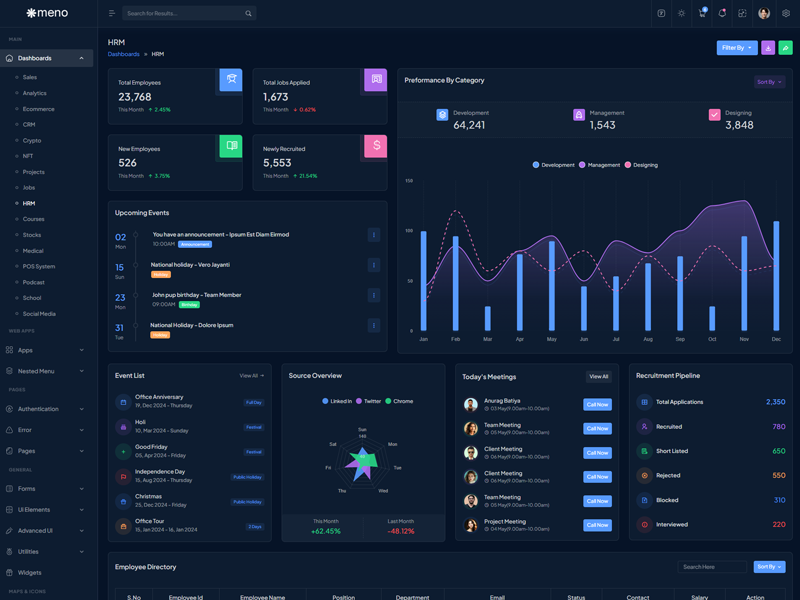 meno
Search for Results...
4
MAIN
Dashboards
Sales
Analytics
Ecommerce
CRM
Crypto
NFT
Projects
Jobs
HRM
Courses
Stocks
Medical
POS System
Podcast
School
Social Media
WEB APPS
Apps
Nested Menu
PAGES
Authentication
Error
Pages
GENERAL
Forms
UI Elements
Advanced UI
Utilities
Widgets
MAPS & ICONS
HRM
Dashboards » HRM
Filter By
Total Employees
23,768
This Month ↑ 2.45%
Total Jobs Applied
1,673
This Month ↓ 0.62%
New Employees
526
This Month ↑ 3.75%
Newly Recruited
5,553
This Month ↑ 21.54%
Preformance By Category
Sort By
Development
64,241
Management
1,543
Designing
3,848
Development Management Designing
150
100
50
0
Jan Feb Mar Apr May Jun Jul Aug Sep Oct Nov Dec
Upcoming Events
02
Mon
You have an announcement - Ipsum Est Diam Eirmod
10:00AM Announcement
15
Sun
National holiday - Vero Jayanti
Holiday
23
Mon
John pup birthday - Team Member
09:00AM Birthday
31
Tue
National Holiday - Dolore Ipsum
Holiday
Event List
View All →
Office Anniversary
19, Dec 2024 - Thursday
Full Day
Holi
10, Mar 2024 - Sunday
Festival
Good Friday
05, Apr 2024 - Friday
Festival
Independence Day
15, Aug 2024 - Thursday
Public Holiday
Christmas
25, Dec 2024 - Friday
Public Holiday
Office Tour
15, Jan 2024 - 16, Jan 2024
2 Days
Source Overview
Linked In Twitter Chrome
Sun
Mon
Tue
Wed
Thu
Fri
Sat
This Month
+62.45%
Last Month
-48.12%
Today's Meetings
View All
Anurag Batiya
03 May(9.00am-10.00am)
Call Now
Team Meeting
05 May(9.00am-10.00am)
Call Now
Client Meeting
06 May(9.00am-10.00am)
Call Now
Client Meeting
06 May(9.00am-10.00am)
Call Now
Team Meeting
05 May(9.00am-10.00am)
Call Now
Project Meeting
04 May(9.00am-10.00am)
Call Now
Recruitment Pipeline
Total Applications 2,350
Recruited 780
Short Listed 650
Rejected 550
Blocked 310
Interviewed 220
Employee Directory
Search Here
Sort By
S.No Employee Id Employee Name Position Department Email Status Contact Salary Action